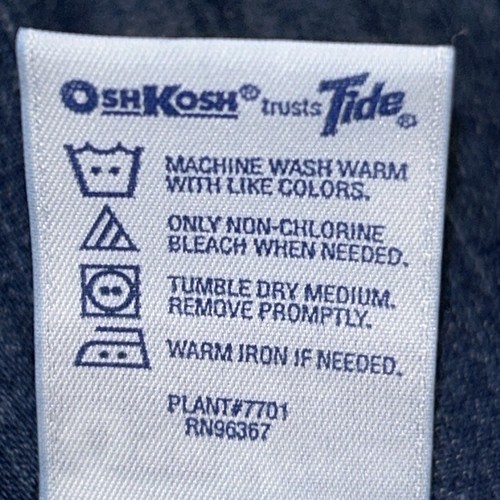 OSHKOSH® trusts Tide®
MACHINE WASH WARM
WITH LIKE COLORS.
ONLY NON-CHLORINE
BLEACH WHEN NEEDED.
TUMBLE DRY MEDIUM.
REMOVE PROMPTLY.
WARM IRON IF NEEDED.
PLANT#7701
RN96367